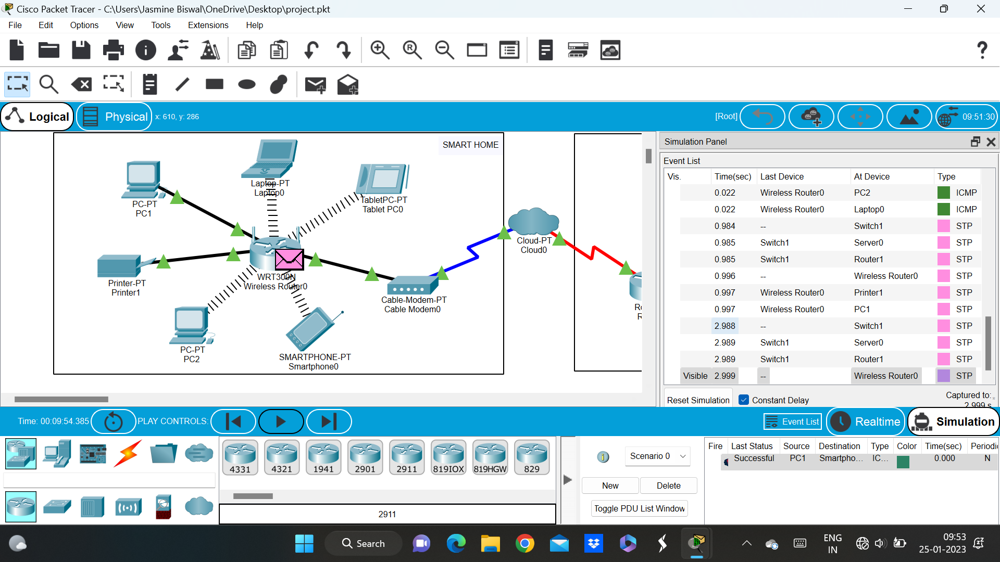 Cisco Packet Tracer - C:\Users\Jasmine Biswal\OneDrive\Desktop\project.pkt
File Edit Options View Tools Extensions Help
?
Logical Physical x: 610, y: 286 [Root] 09:51:30
SMART HOME
PC-PT
PC1
Laptop-PT
Laptop0
TabletPC-PT
Tablet PC0
Printer-PT
Printer1
WRT300N
Wireless Router0
Cable-Modem-PT
Cable Modem0
Cloud-PT
Cloud0
PC-PT
PC2
SMARTPHONE-PT
Smartphone0
Simulation Panel
Event List
Vis. Time(sec) Last Device At Device Type
0.022 Wireless Router0 PC2 ICMP
0.022 Wireless Router0 Laptop0 ICMP
0.984 -- Switch1 STP
0.985 Switch1 Server0 STP
0.985 Switch1 Router1 STP
0.996 -- Wireless Router0 STP
0.997 Wireless Router0 Printer1 STP
0.997 Wireless Router0 PC1 STP
2.988 -- Switch1 STP
2.989 Switch1 Server0 STP
2.989 Switch1 Router1 STP
Visible 2.999 -- Wireless Router0 STP
Reset Simulation Constant Delay Captured to:
2.999 s
Time: 00:09:54.385 PLAY CONTROLS: Event List Realtime Simulation
4331 4321 1941 2901 2911 819IOX 819HGW 829
2911
Scenario 0
New Delete
Toggle PDU List Window
Fire Last Status Source Destination Type Color Time(sec) Periodic
Successful PC1 Smartpho... IC... 0.000 N
Search
ENG
IN
09:53
25-01-2023